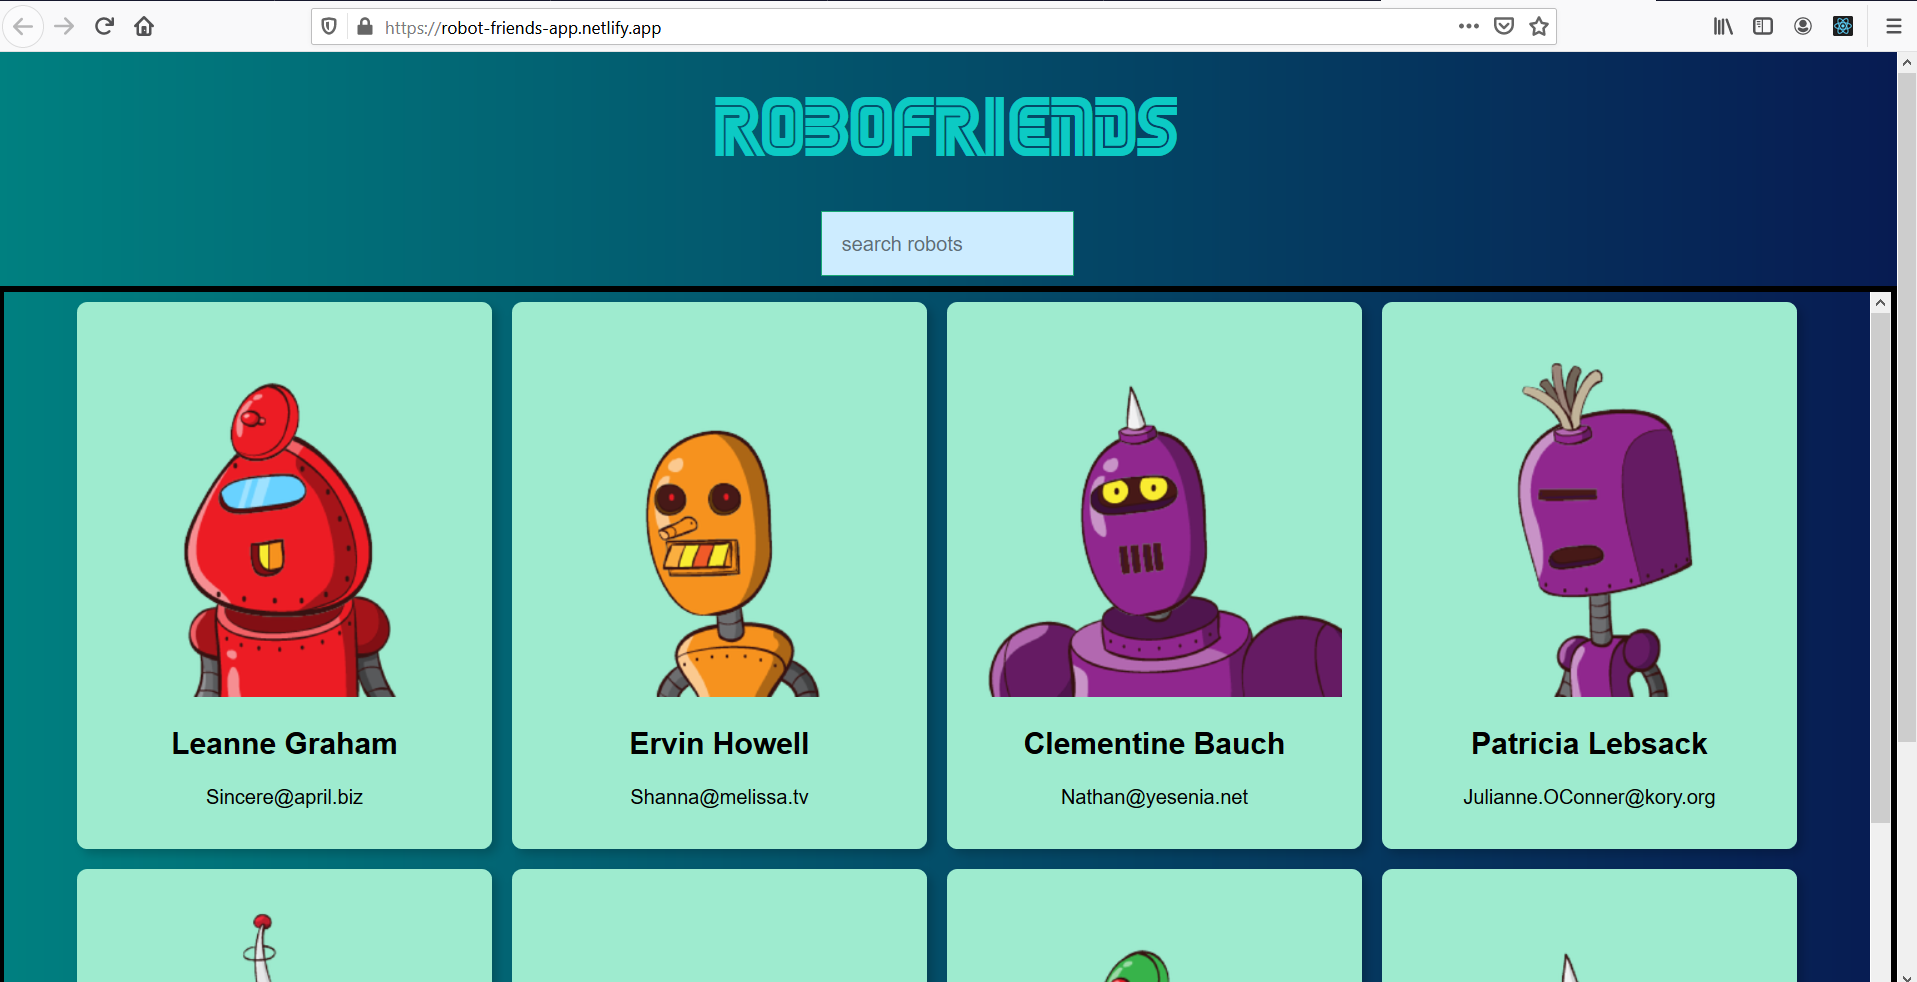 https://robot-friends-app.netlify.app
ROBOFRIENDS
search robots
Leanne Graham
Sincere@april.biz
Ervin Howell
Shanna@melissa.tv
Clementine Bauch
Nathan@yesenia.net
Patricia Lebsack
Julianne.OConner@kory.org